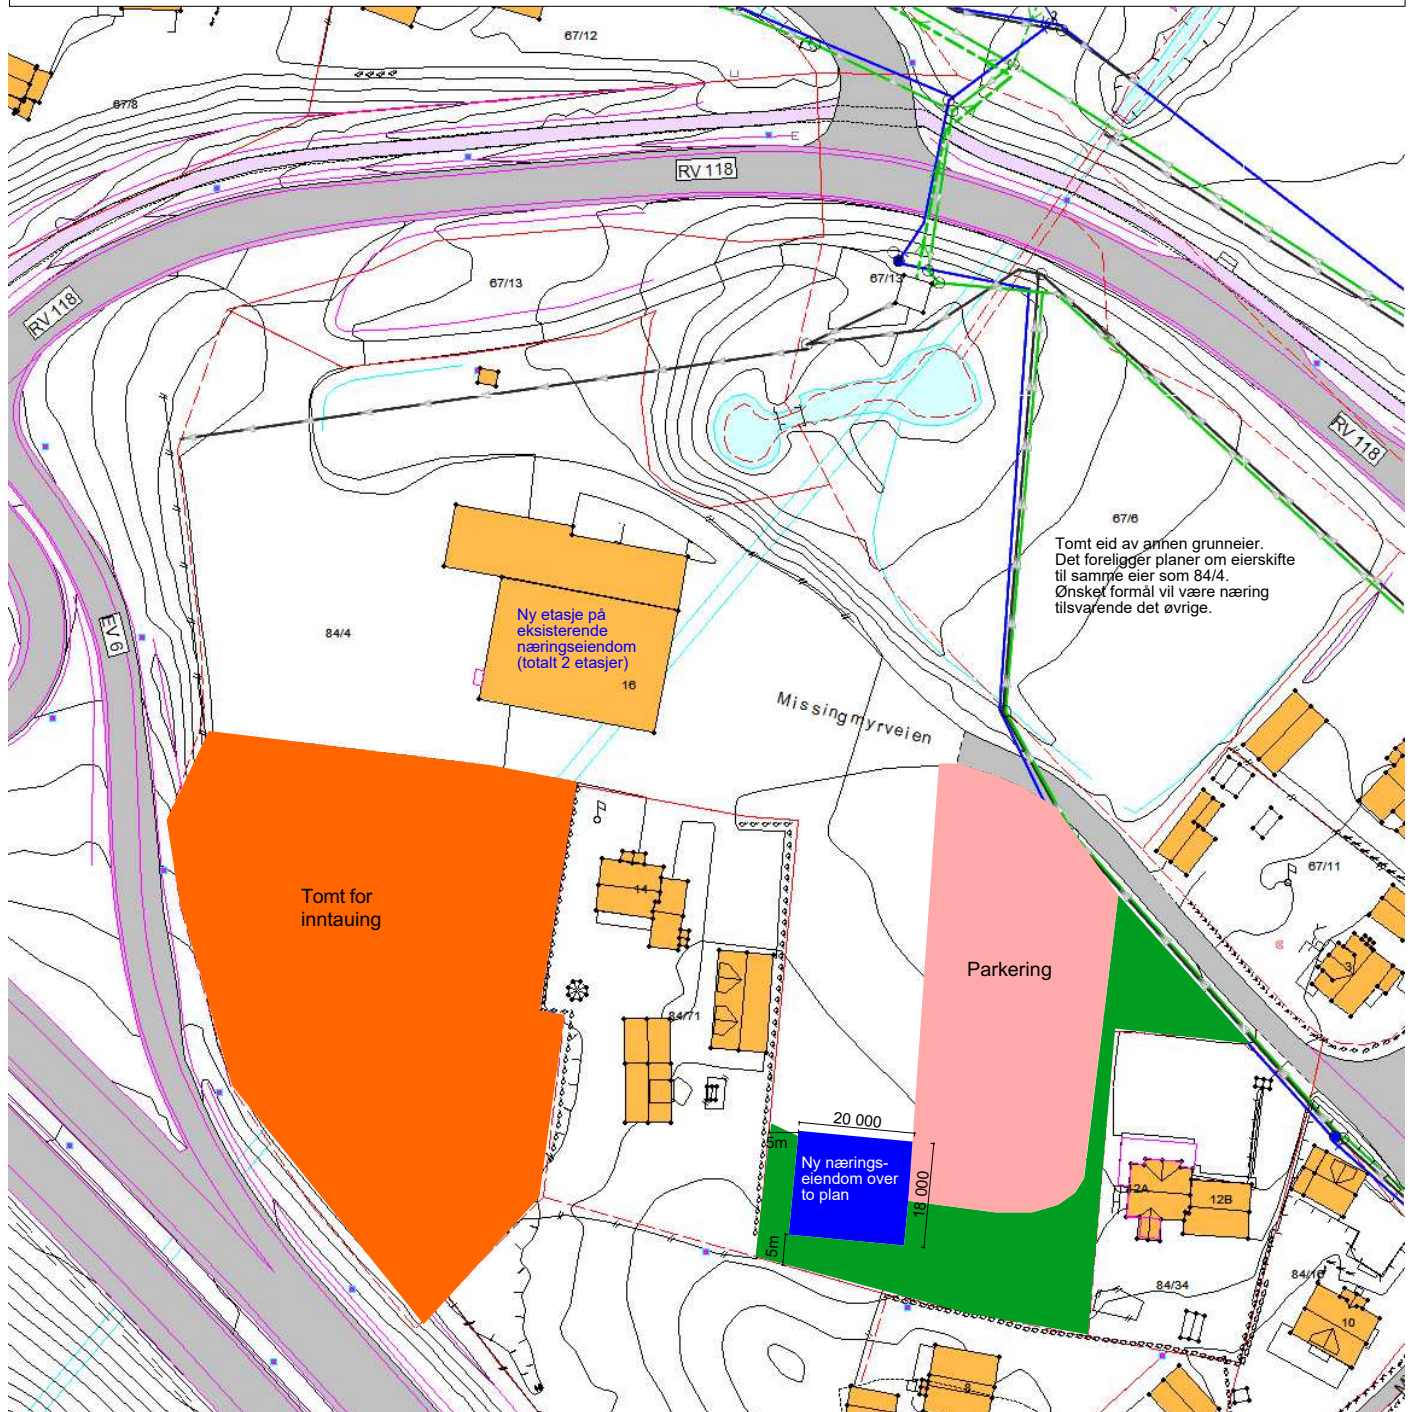 67/12
67/8
E
RV 118
67/13
67/13
RV 118
RV 118
67/6
Tomt eid av annen grunneier.
Det foreligger planer om eierskifte
til samme eier som 84/4.
Ønsket formål vil være næring
tilsvarende det øvrige.
EV 6
84/4
Ny etasje på
eksisterende
næringseiendom
(totalt 2 etasjer)
16
Missingmyrveien
67/11
3
14
Tomt for
inntauing
Parkering
84/71
20 000
5m
Ny nærings-
eiendom over
to plan
18 000
5m
12A
12B
84/34
84/16
10
8